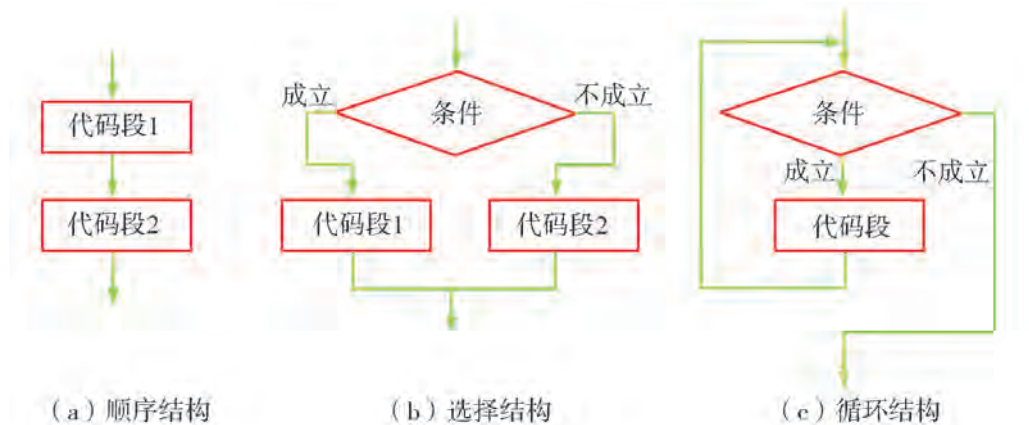 代码段1
代码段2
（a）顺序结构
条件
成立
不成立
代码段1
代码段2
（b）选择结构
条件
成立
不成立
代码段
（c）循环结构